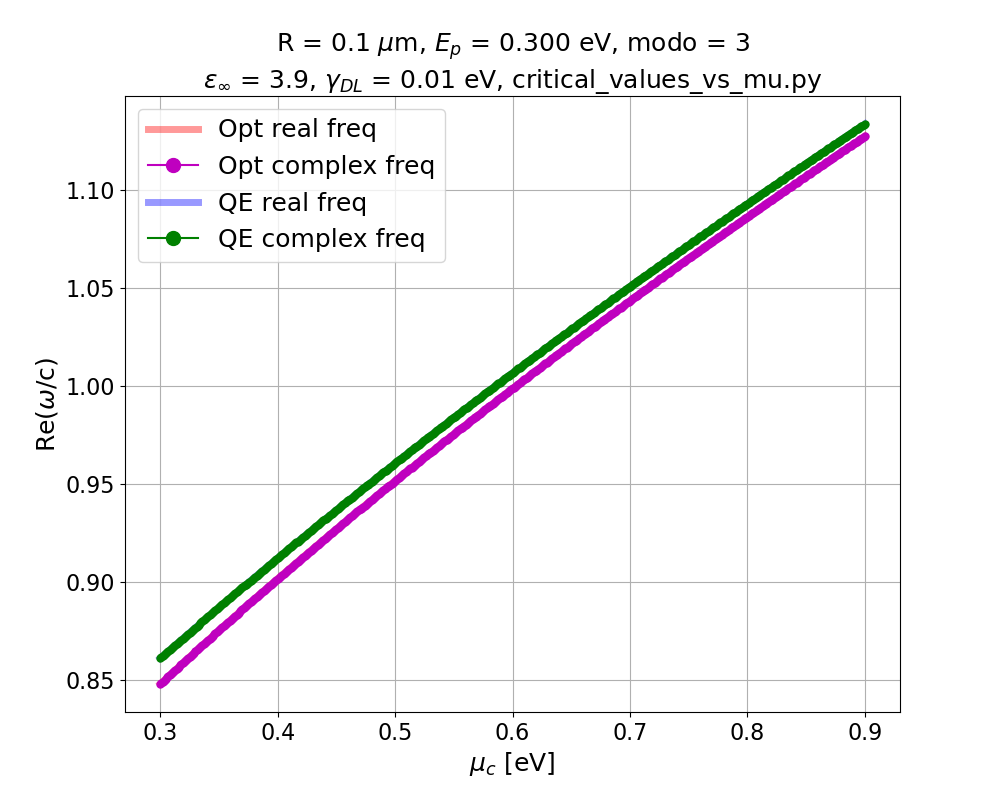 R = 0.1 μm, E_p = 0.300 eV, modo = 3
ε_∞ = 3.9, γ_DL = 0.01 eV, critical_values_vs_mu.py
Opt real freq
Opt complex freq
QE real freq
QE complex freq
1.10
1.05
1.00
0.95
0.90
0.85
Re(ω/c)
0.3 0.4 0.5 0.6 0.7 0.8 0.9
μ_c [eV]